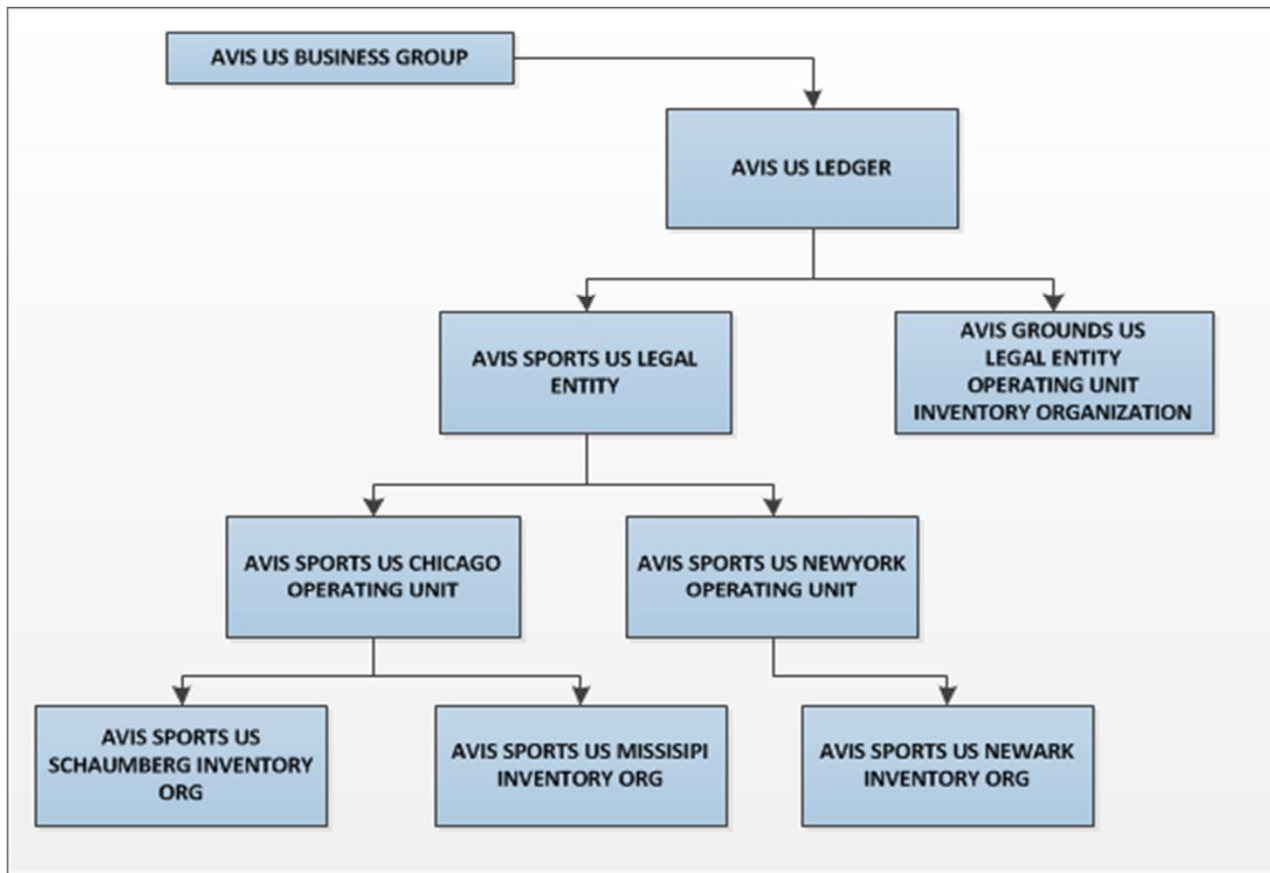 AVIS US BUSINESS GROUP
AVIS US LEDGER
AVIS SPORTS US LEGAL
ENTITY
AVIS GROUNDS US
LEGAL ENTITY
OPERATING UNIT
INVENTORY ORGANIZATION
AVIS SPORTS US CHICAGO
OPERATING UNIT
AVIS SPORTS US NEWYORK
OPERATING UNIT
AVIS SPORTS US
SCHAUMBERG INVENTORY
ORG
AVIS SPORTS US MISSISIPI
INVENTORY ORG
AVIS SPORTS US NEWARK
INVENTORY ORG